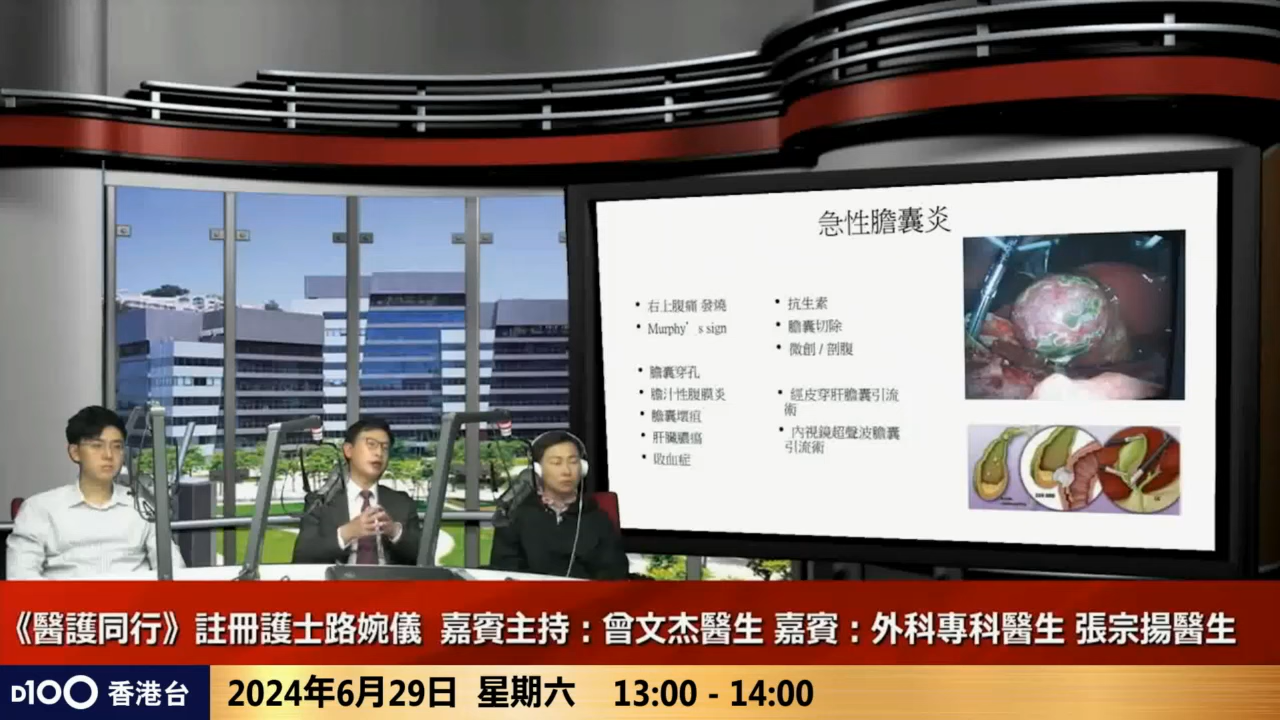 急性膽囊炎
右上腹痛 發燒
Murphy’s sign
膽囊穿孔
膽汁性腹膜炎
膽囊壞疽
肝臟膿瘍
敗血症
抗生素
膽囊切除
微創 / 剖腹
經皮穿肝膽囊引流
術
內視鏡超聲波膽囊
引流術
《醫護同行》註冊護士路婉儀 嘉賓主持：曾文杰醫生 嘉賓：外科專科醫生 張宗揚醫生
D100 香港台
2024年6月29日 星期六 13:00 - 14:00